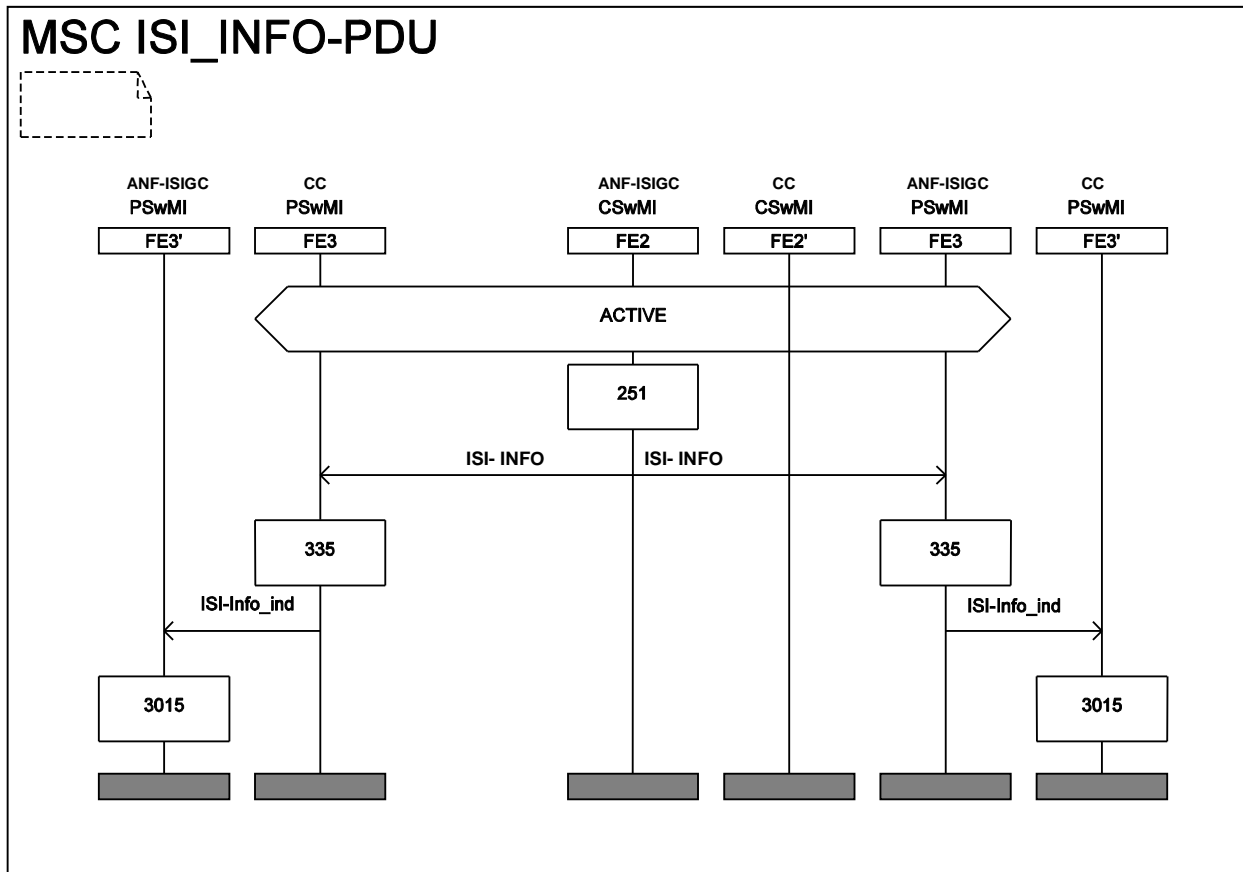 MSC ISI_INFO-PDU
ANF-ISIGC CC ANF-ISIGC CC ANF-ISIGC CC
PSwMI PSwMI CSwMI CSwMI PSwMI PSwMI
FE3' FE3 FE2 FE2' FE3 FE3'
ACTIVE
251
ISI- INFO ISI- INFO
335 335
ISI-Info_ind ISI-Info_ind
3015 3015